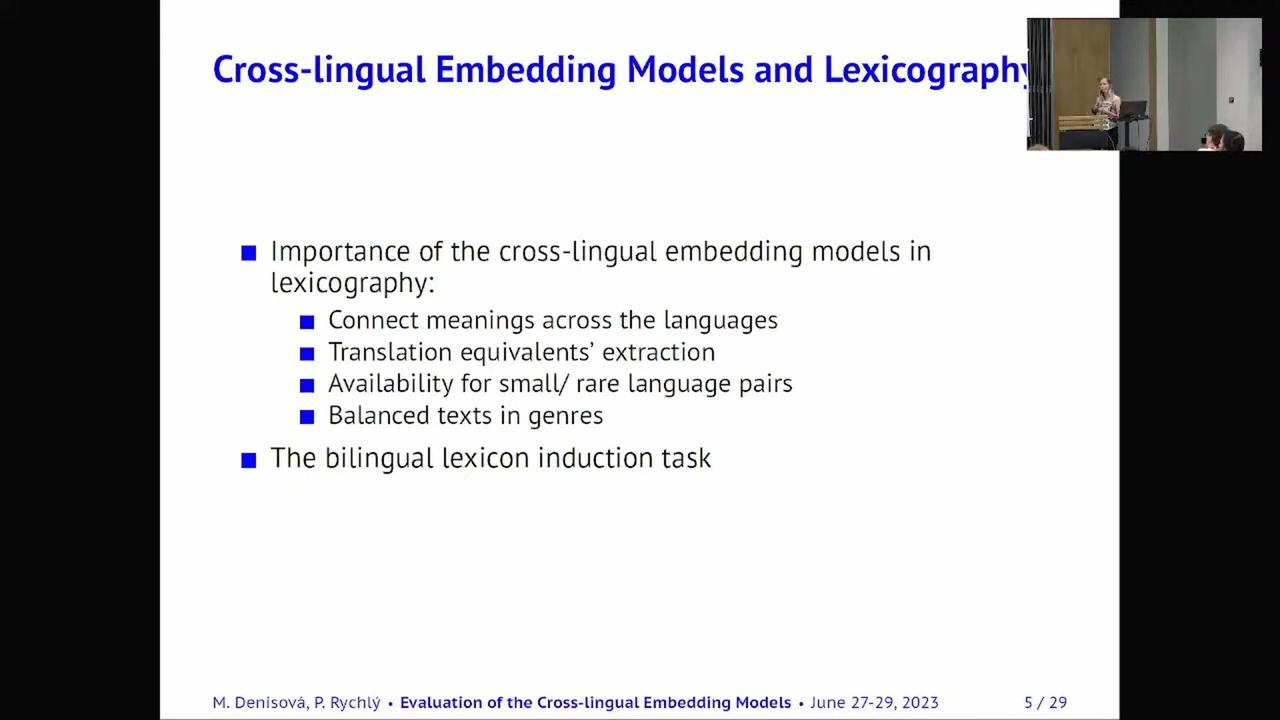 Cross-lingual Embedding Models and Lexicography
Importance of the cross-lingual embedding models in
lexicography:
Connect meanings across the languages
Translation equivalents’ extraction
Availability for small/ rare language pairs
Balanced texts in genres
The bilingual lexicon induction task
M. Denisová, P. Rychlý • Evaluation of the Cross-lingual Embedding Models • June 27-29, 2023 5 / 29